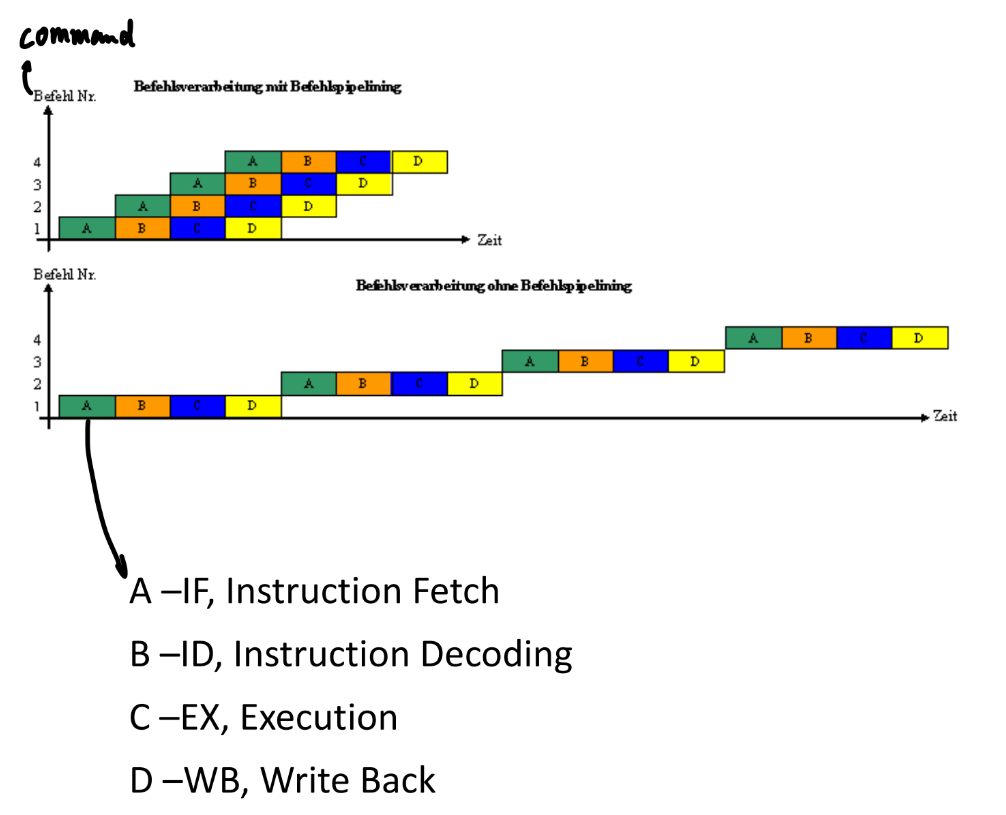 command
Befehlsverarbeitung mit Befehlspipelining
Befehl Nr.
4 A B C D
3 A B C D
2 A B C D
1 A B C D
Zeit
Befehl Nr.
Befehlsverarbeitung ohne Befehlspipelining
4 A B C D
3 A B C D
2 A B C D
1 A B C D
Zeit
A –IF, Instruction Fetch
B –ID, Instruction Decoding
C –EX, Execution
D –WB, Write Back